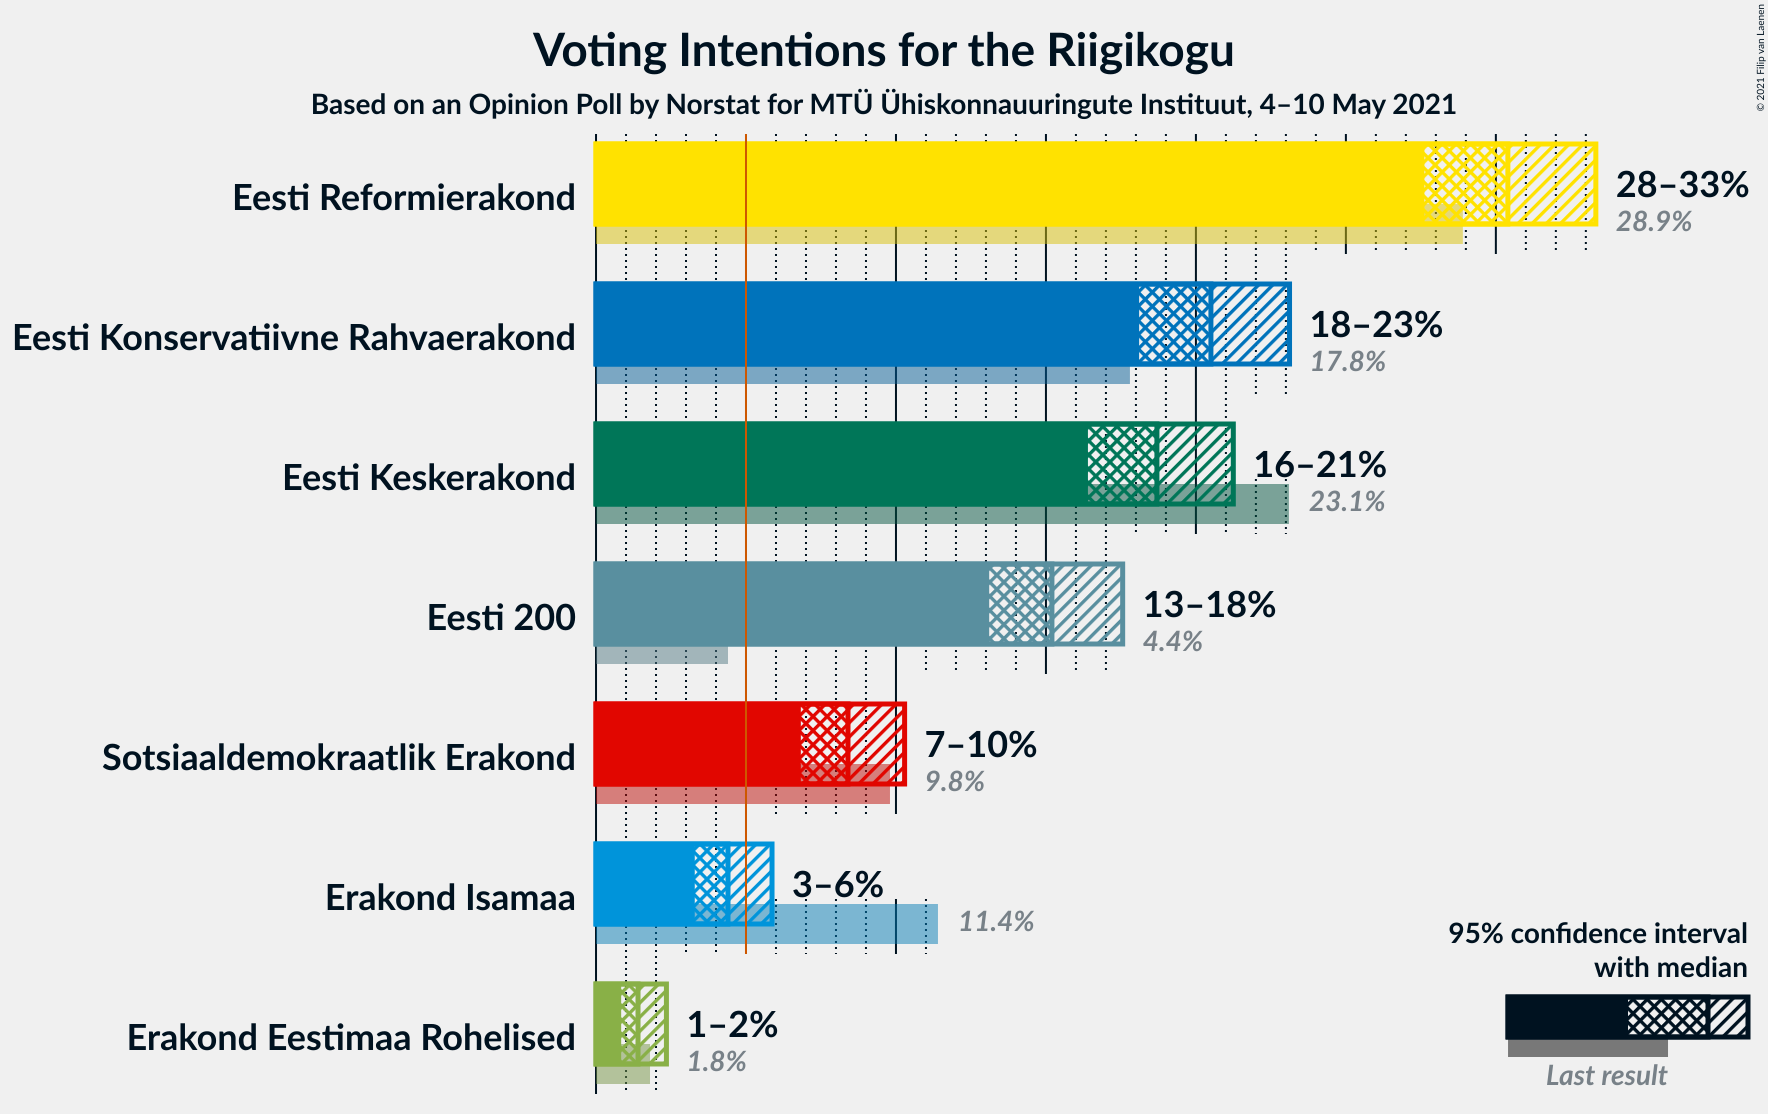 Voting Intentions for the Riigikogu
Based on an Opinion Poll by Norstat for MTÜ Ühiskonnauuringute Instituut, 4–10 May 2021
© 2021 Filip van Laenen
Eesti Reformierakond
28–33%
28.9%
Eesti Konservatiivne Rahvaerakond
18–23%
17.8%
Eesti Keskerakond
16–21%
23.1%
Eesti 200
13–18%
4.4%
Sotsiaaldemokraatlik Erakond
7–10%
9.8%
Erakond Isamaa
3–6%
11.4%
Erakond Eestimaa Rohelised
1–2%
1.8%
95% confidence interval
with median
Last result